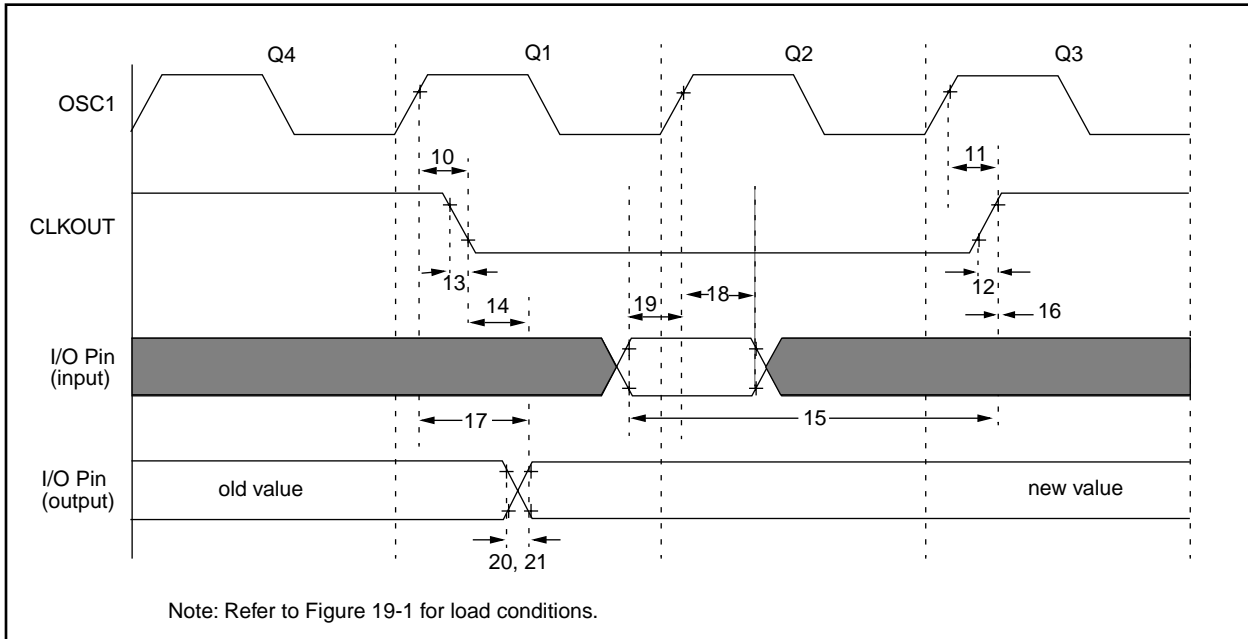 Q4 Q1 Q2 Q3
OSC1
10 11
CLKOUT
13 12
19 18
14 16
I/O Pin
(input)
17 15
I/O Pin
(output)
old value new value
20, 21
Note: Refer to Figure 19-1 for load conditions.